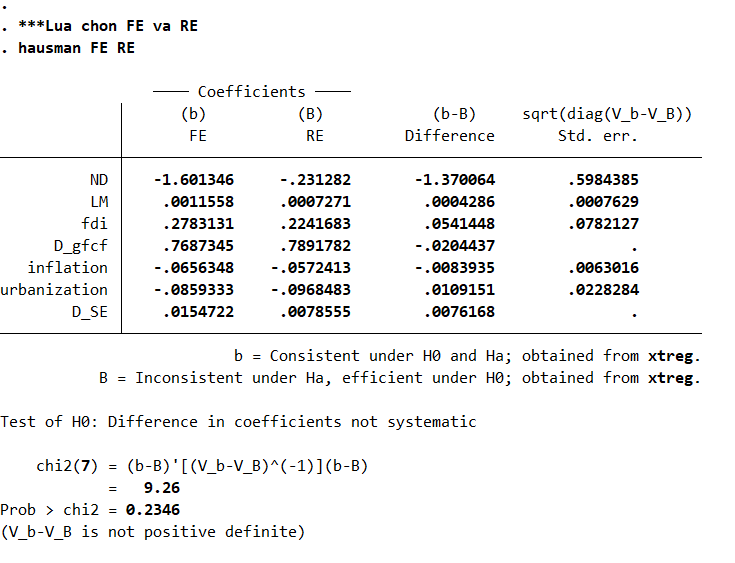 .
. ***Lua chon FE va RE
. hausman FE RE
Coefficients
(b) (B) (b-B) sqrt(diag(V_b-V_B))
FE RE Difference Std. err.
ND -1.601346 -.231282 -1.370064 .5984385
LM .0011558 .0007271 .0004286 .0007629
fdi .2783131 .2241683 .0541448 .0782127
D_gfcf .7687345 .7891782 -.0204437 .
inflation -.0656348 -.0572413 -.0083935 .0063016
urbanization -.0859333 -.0968483 .0109151 .0228284
D_SE .0154722 .0078555 .0076168 .
b = Consistent under H0 and Ha; obtained from xtreg.
B = Inconsistent under Ha, efficient under H0; obtained from xtreg.
Test of H0: Difference in coefficients not systematic
chi2(7) = (b-B)'[(V_b-V_B)^(-1)](b-B)
= 9.26
Prob > chi2 = 0.2346
(V_b-V_B is not positive definite)